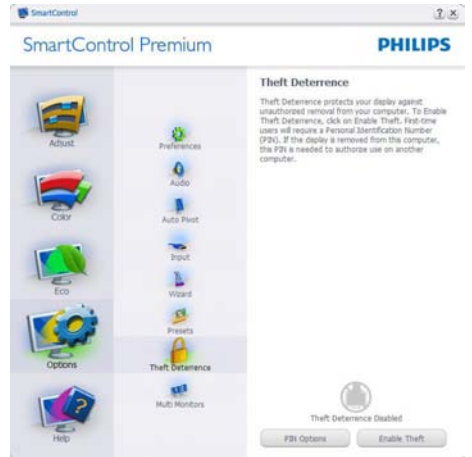 SmartControl
SmartControl Premium
PHILIPS
Adjust
Color
Eco
Options
Help
Preferences
Audio
Auto Pivot
Input
Wizard
Presets
Theft Deterrence
Multi Monitors
Theft Deterrence
Theft Deterrence protects your display against
unauthorized removal from your computer. To Enable
Theft Deterrence, click on Enable Theft. First-time
users will require a Personal Identification Number
(PIN). If the display is removed from this computer,
this PIN is needed to authorize use on another
computer.
Theft Deterrence Disabled
PIN Options
Enable Theft